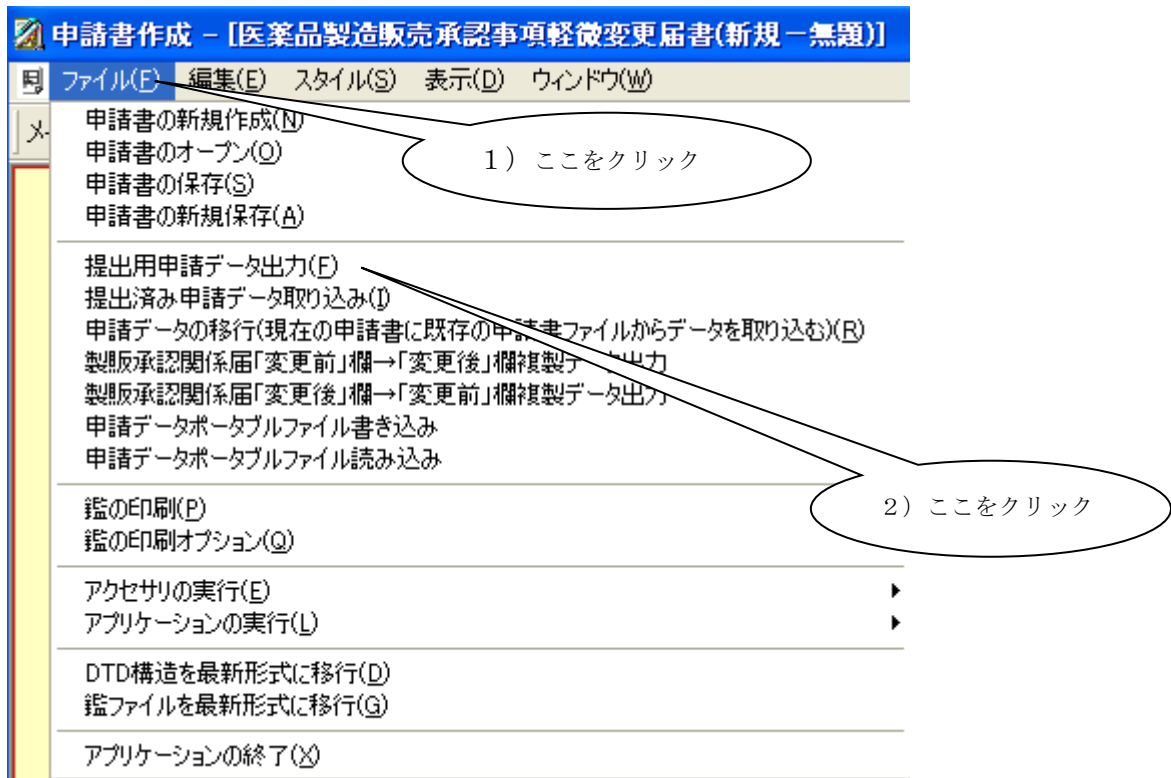 申請書作成 - [医薬品製造販売承認事項軽微変更届書(新規－無題)]
ファイル(F) 編集(E) スタイル(S) 表示(D) ウィンドウ(W)
申請書の新規作成(N)
申請書のオープン(O)
申請書の保存(S)
申請書の新規保存(A)
1）ここをクリック
提出用申請データ出力(F)
提出済み申請データ取り込み(I)
申請データの移行(現在の申請書に既存の申請書ファイルからデータを取り込む)(R)
製販承認関係届「変更前」欄→「変更後」欄複製データ出力
製販承認関係届「変更後」欄→「変更前」欄複製データ出力
申請データポータブルファイル書き込み
申請データポータブルファイル読み込み
2）ここをクリック
鑑の印刷(P)
鑑の印刷オプション(Q)
アクセサリの実行(E)
アプリケーションの実行(L)
DTD構造を最新形式に移行(D)
鑑ファイルを最新形式に移行(G)
アプリケーションの終了(X)